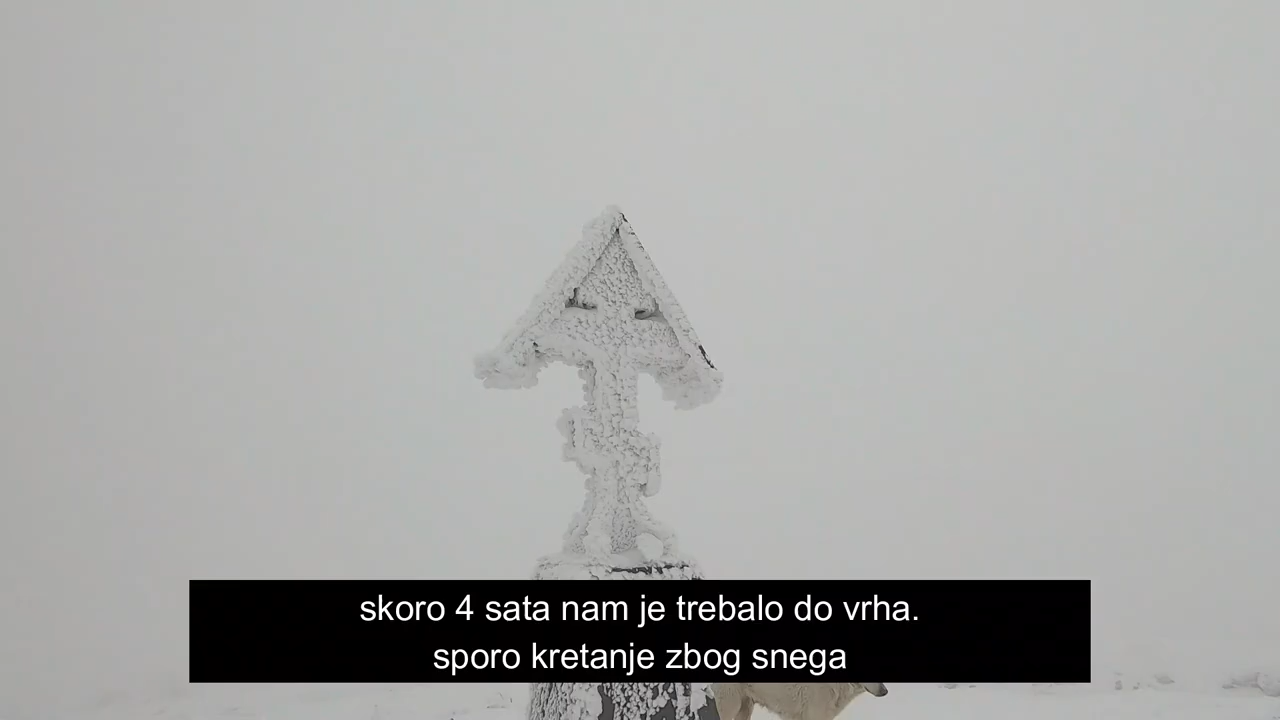 skoro 4 sata nam je trebalo do vrha.
sporo kretanje zbog snega